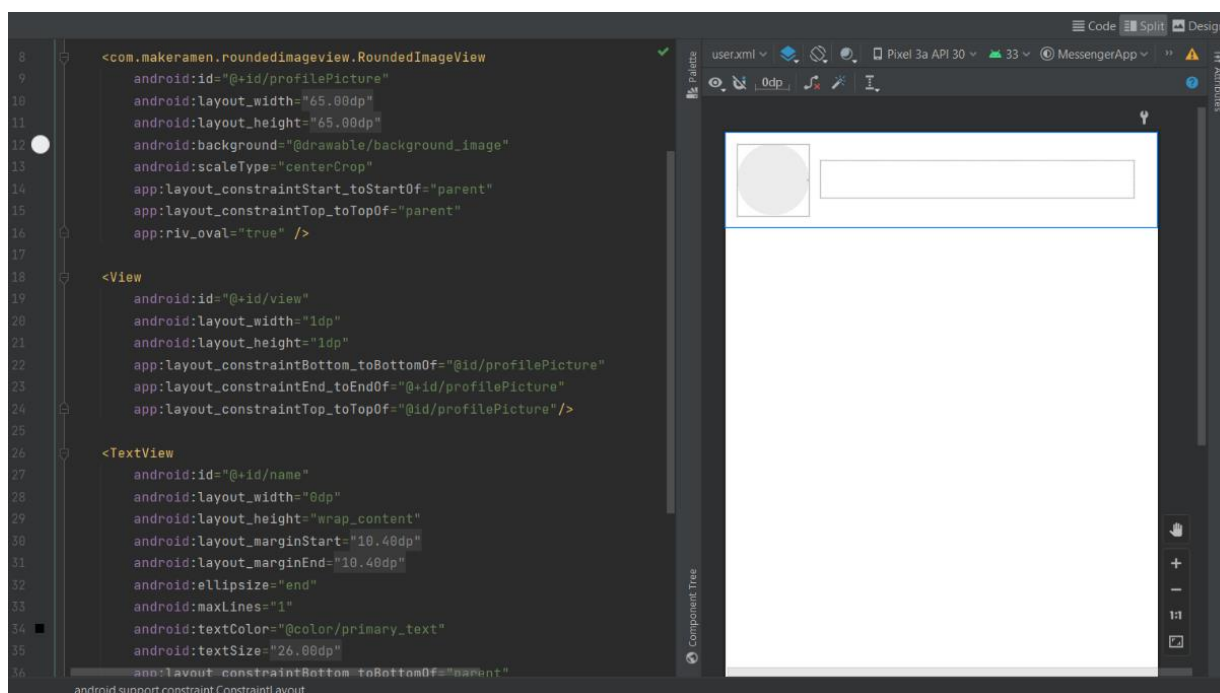 Code Split Design
8 <com.makeramen.roundedimageview.RoundedImageView
9 android:id="@+id/profilePicture"
10 android:layout_width="65.00dp"
11 android:layout_height="65.00dp"
12 android:background="@drawable/background_image"
13 android:scaleType="centerCrop"
14 app:layout_constraintStart_toStartOf="parent"
15 app:layout_constraintTop_toTopOf="parent"
16 app:riv_oval="true" />
17
18 <View
19 android:id="@+id/view"
20 android:layout_width="1dp"
21 android:layout_height="1dp"
22 app:layout_constraintBottom_toBottomOf="@id/profilePicture"
23 app:layout_constraintEnd_toEndOf="@+id/profilePicture"
24 app:layout_constraintTop_toTopOf="@id/profilePicture"/>
25
26 <TextView
27 android:id="@+id/name"
28 android:layout_width="0dp"
29 android:layout_height="wrap_content"
30 android:layout_marginStart="10.40dp"
31 android:layout_marginEnd="10.40dp"
32 android:ellipsize="end"
33 android:maxLines="1"
34 android:textColor="@color/primary_text"
35 android:textSize="26.00dp"
36 app:layout_constraintBottom_toBottomOf="parent"
android.support.constraint.ConstraintLayout
Palette
Component Tree
user.xml Pixel 3a API 30 33 MessengerApp
0dp
1:1
Attributes